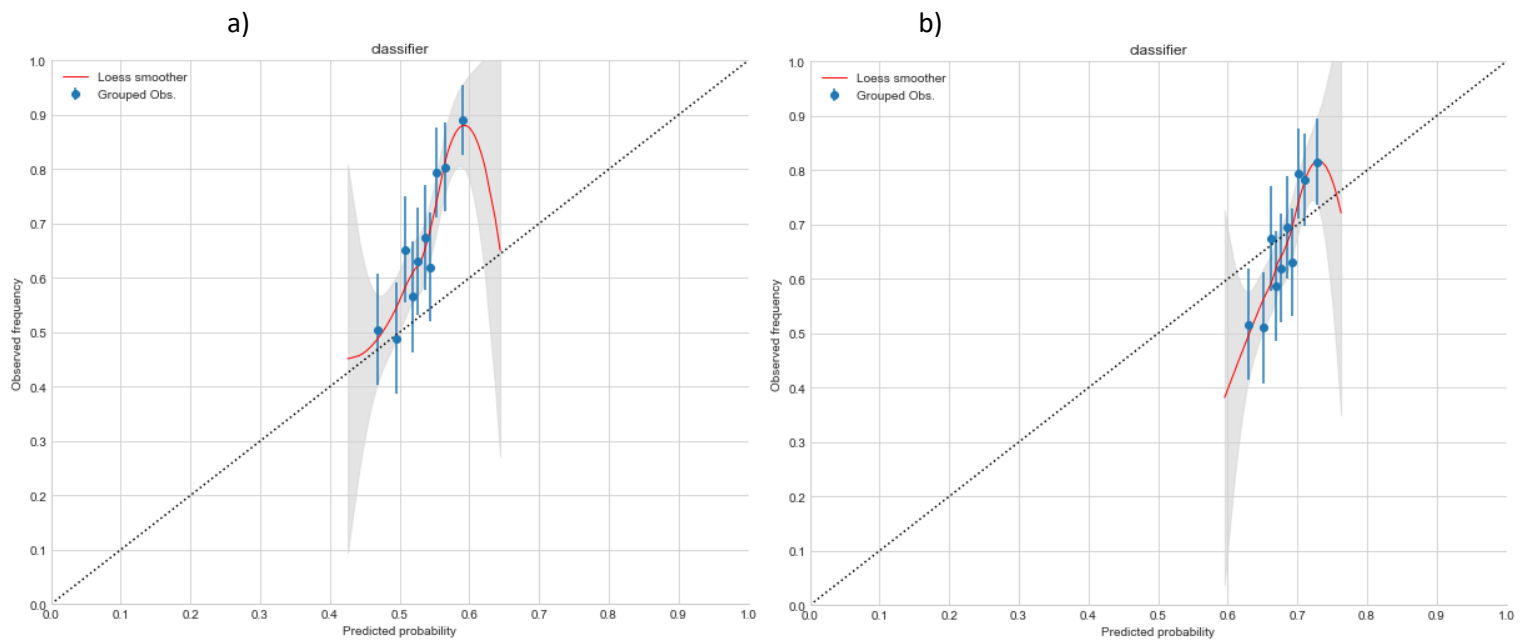 a)
classifier
Loess smoother
Grouped Obs.
1.0
0.9
0.8
0.7
0.6
0.5
0.4
0.3
0.2
0.1
0.0
Observed frequency
0.0 0.1 0.2 0.3 0.4 0.5 0.6 0.7 0.8 0.9 1.0
Predicted probability
b)
classifier
Loess smoother
Grouped Obs.
1.0
0.9
0.8
0.7
0.6
0.5
0.4
0.3
0.2
0.1
0.0
Observed frequency
0.0 0.1 0.2 0.3 0.4 0.5 0.6 0.7 0.8 0.9 1.0
Predicted probability